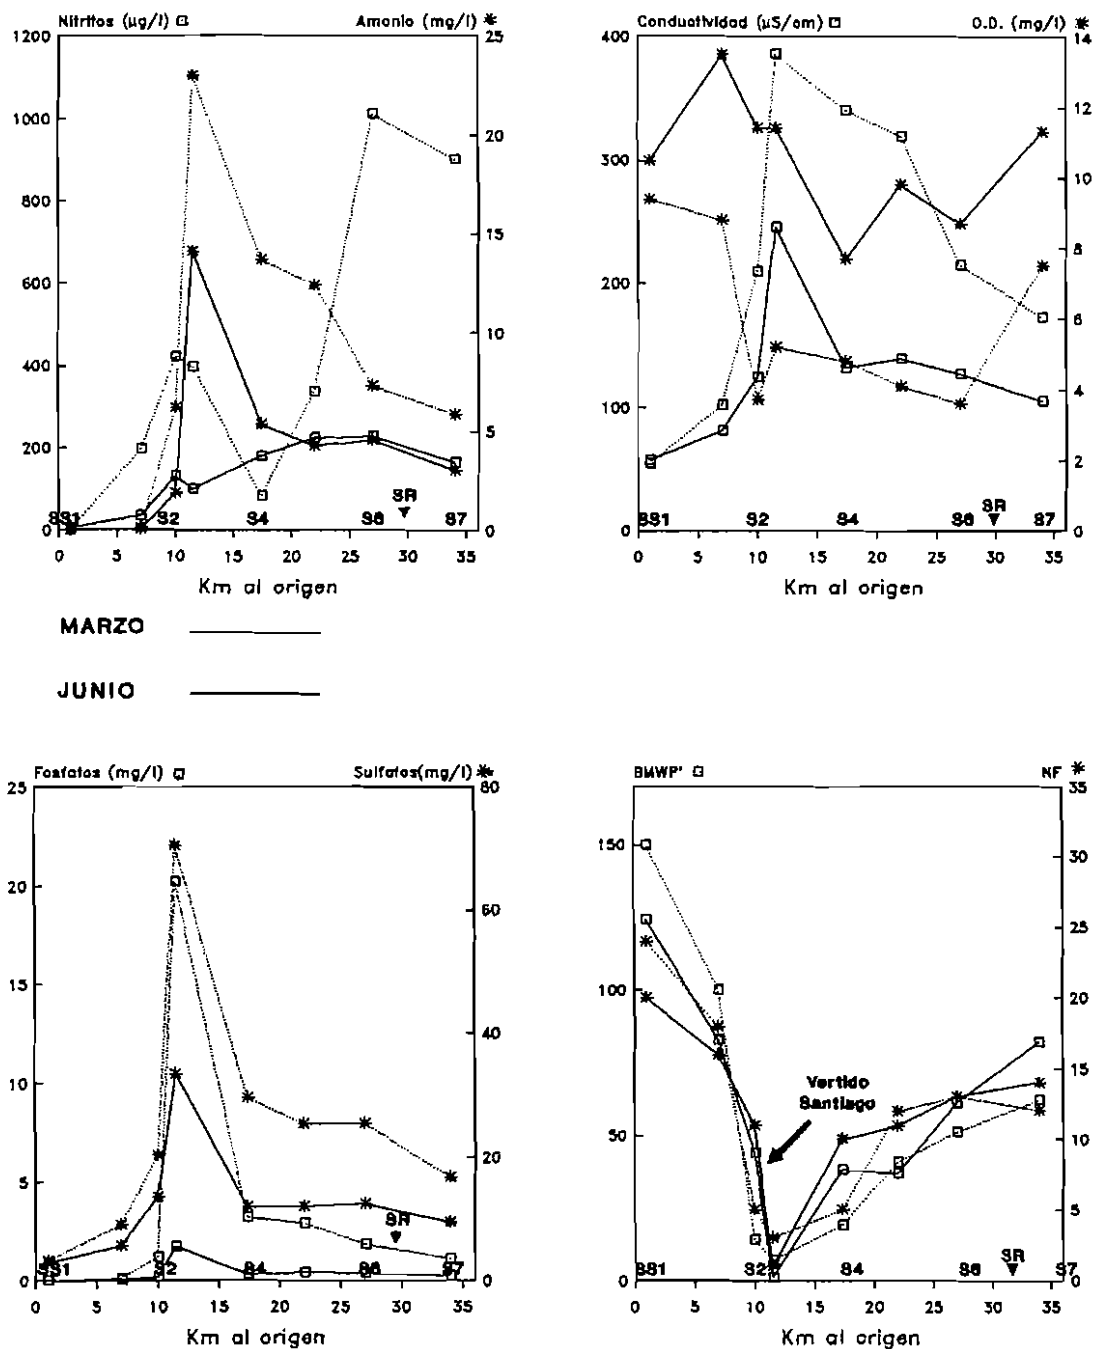 Nitritos (µg/l) Amonio (mg/l) *
1200 25
1000 20
800
15
600
10
400
5
200
0 0
SS1 S2 S4 S6 SR S7
0 5 10 15 20 25 30 35
Km al origen
Conductividad (µS/cm) O.D. (mg/l) *
400 14
12
300
10
8
200
6
4
100
2
0 0
SS1 S2 S4 S6 SR S7
0 5 10 15 20 25 30 35
Km al origen
MARZO
JUNIO
Fosfatos (mg/l) Sulfatos(mg/l) *
25 80
20
60
15
40
10
20
5
0 0
SS1 S2 S4 S6 SR S7
0 5 10 15 20 25 30 35
Km al origen
BMWP' NF *
35
150
30
25
100
20
15
Vertido
Santiago
50
10
5
0 0
SS1 S2 S4 S6 SR S7
0 5 10 15 20 25 30 35
Km al origen